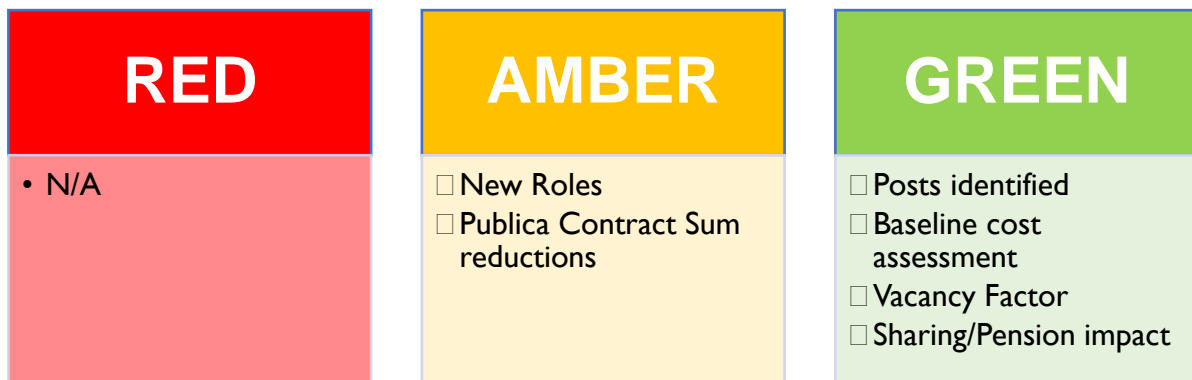 RED
• N/A
AMBER
□ New Roles
□ Publica Contract Sum
reductions
GREEN
□ Posts identified
□ Baseline cost
assessment
□ Vacancy Factor
□ Sharing/Pension impact